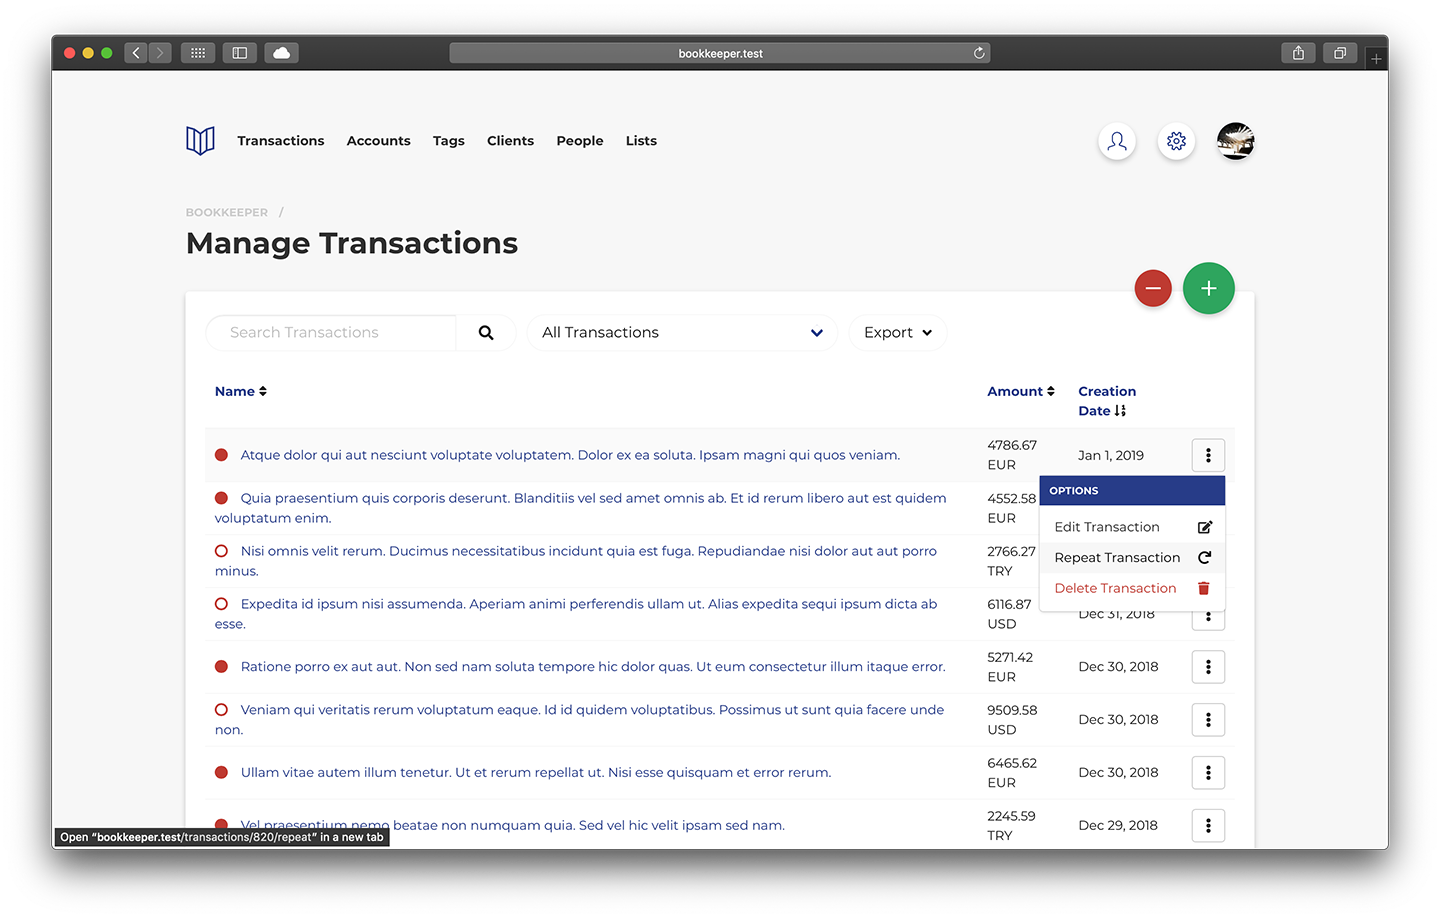 bookkeeper.test
Transactions Accounts Tags Clients People Lists
BOOKKEEPER /
Manage Transactions
Search Transactions All Transactions Export
Name Amount Creation
Date
Atque dolor qui aut nesciunt voluptate voluptatem. Dolor ex ea soluta. Ipsam magni qui quos veniam. 4786.67 Jan 1, 2019
EUR
OPTIONS
Edit Transaction
Repeat Transaction
Delete Transaction
Quia praesentium quis corporis deserunt. Blanditiis vel sed amet omnis ab. Et id rerum libero aut est quidem 4552.58
voluptatum enim. EUR
Nisi omnis velit rerum. Ducimus necessitatibus incidunt quia est fuga. Repudiandae nisi dolor aut aut porro 2766.27
minus. TRY
Expedita id ipsum nisi assumenda. Aperiam animi perferendis ullam ut. Alias expedita sequi ipsum dicta ab 6116.87 Dec 31, 2018
esse. USD
Ratione porro ex aut aut. Non sed nam soluta tempore hic dolor quas. Ut eum consectetur illum itaque error. 5271.42 Dec 30, 2018
EUR
Veniam qui veritatis rerum voluptatum eaque. Id id quidem voluptatibus. Possimus ut sunt quia facere unde 9509.58 Dec 30, 2018
non. USD
Ullam vitae autem illum tenetur. Ut et rerum repellat ut. Nisi esse quisquam et error rerum. 6465.62 Dec 30, 2018
EUR
Vel praesentium nemo beatae non numquam quia. Sed vel hic velit ipsam sed nam. 2245.59 Dec 29, 2018
TRY
Open “bookkeeper.test/transactions/820/repeat” in a new tab